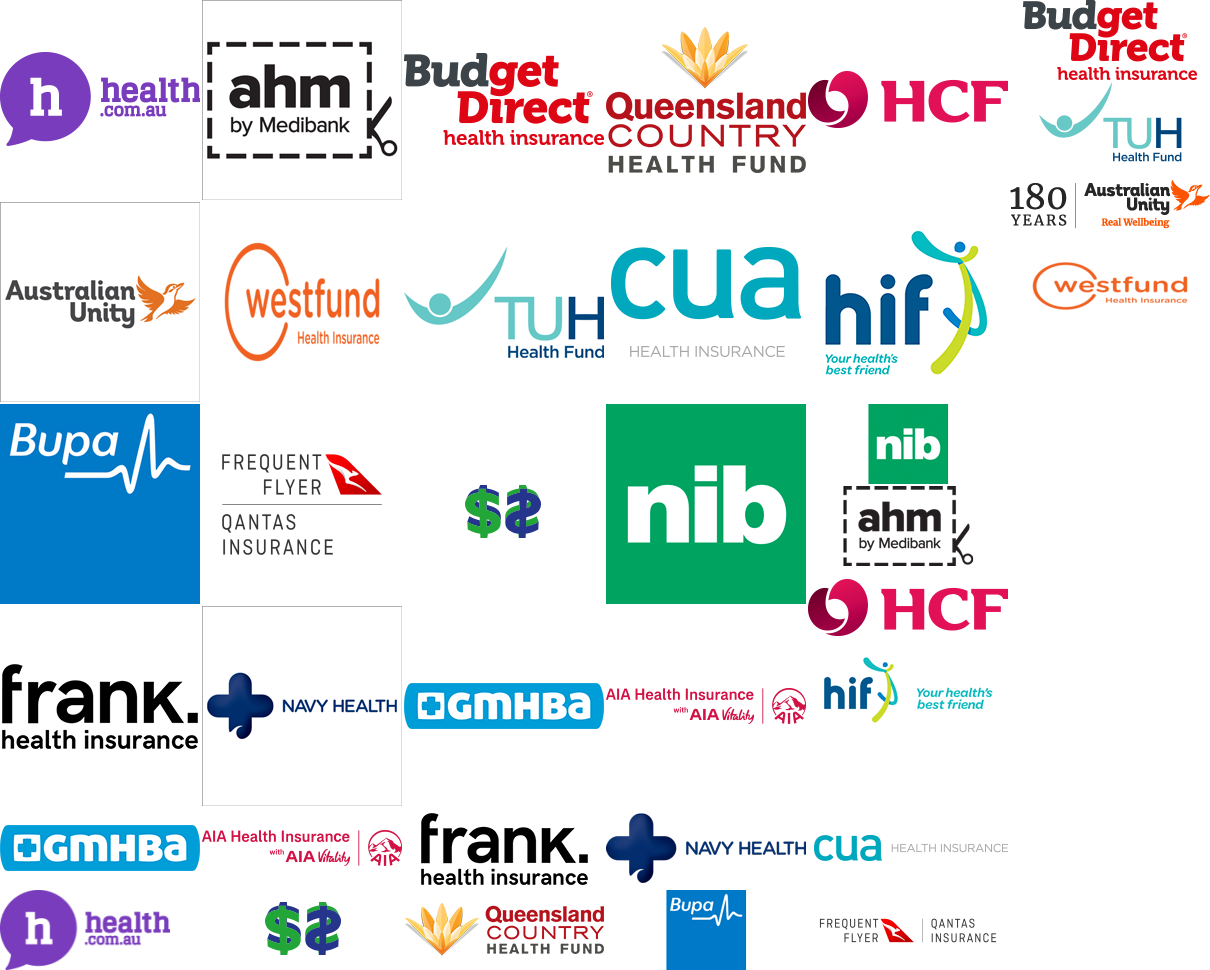 h health
.com.au
ahm
by Medibank
Budget
Direct®
health insurance
Queensland
COUNTRY
HEALTH FUND
HCF
Budget
Direct®
health insurance
TUH
Health Fund
180
YEARS
Australian
Unity
Real Wellbeing
Australian
Unity
westfund
Health Insurance
TUH
Health Fund
cua
HEALTH INSURANCE
hif
Your health's
best friend
westfund
Health Insurance
Bupa
FREQUENT
FLYER
QANTAS
INSURANCE
$$
nib
nib
ahm
by Medibank
HCF
frank.
health insurance
NAVY HEALTH
GMHBA
AIA Health Insurance
with AIA Vitality
AIA
hif
Your health's
best friend
GMHBA
AIA Health Insurance
with AIA Vitality
AIA
frank.
health insurance
NAVY HEALTH
cua HEALTH INSURANCE
h health
.com.au
$$
Queensland
COUNTRY
HEALTH FUND
Bupa
FREQUENT
FLYER
QANTAS
INSURANCE